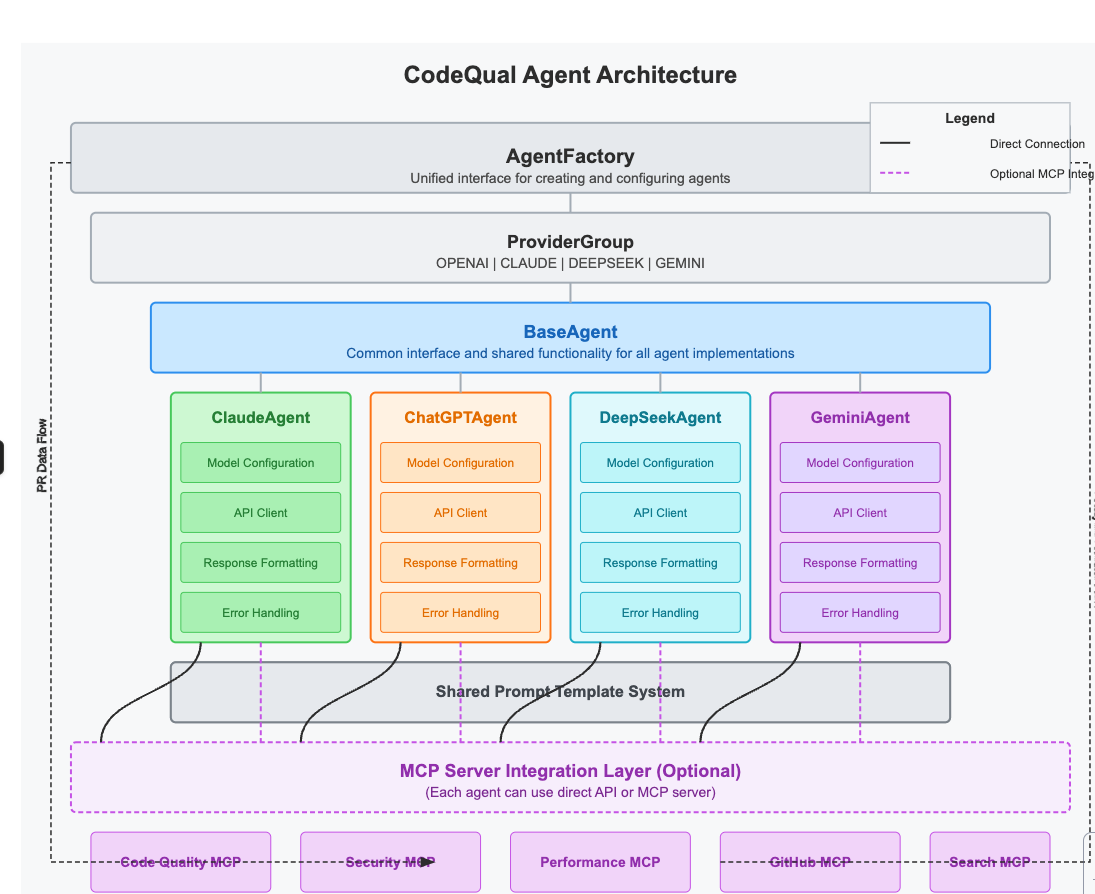 CodeQual Agent Architecture
Legend
Direct Connection
Optional MCP Integ
AgentFactory
Unified interface for creating and configuring agents
ProviderGroup
OPENAI | CLAUDE | DEEPSEEK | GEMINI
BaseAgent
Common interface and shared functionality for all agent implementations
PR Data Flow
ClaudeAgent
Model Configuration
API Client
Response Formatting
Error Handling
ChatGPTAgent
Model Configuration
API Client
Response Formatting
Error Handling
DeepSeekAgent
Model Configuration
API Client
Response Formatting
Error Handling
GeminiAgent
Model Configuration
API Client
Response Formatting
Error Handling
Shared Prompt Template System
MCP Server Integration Layer (Optional)
(Each agent can use direct API or MCP server)
Code Quality MCP
Security MCP
Performance MCP
GitHub MCP
Search MCP